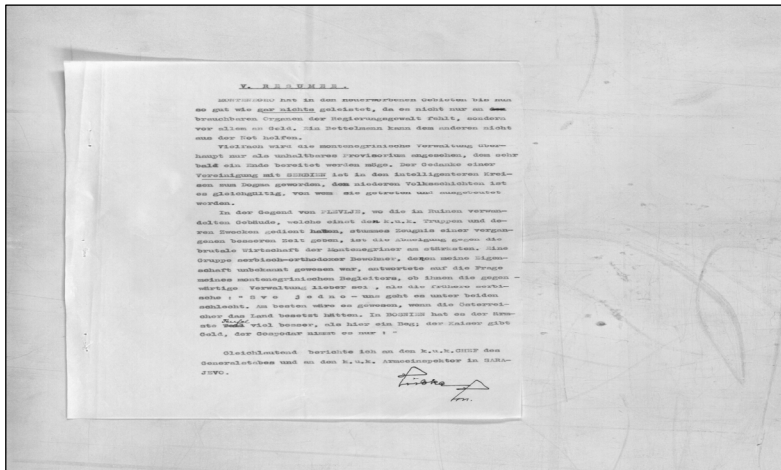 V. RESUMEE.
MONTENEGRO hat in den neuerworbenen Gebieten bis nun
so gut wie gar nichts geleistet, da es nicht nur an
brauchbaren Organen der Regierungsgewalt fehlt, sondern
vor allem an Geld. Ein Bettelmann kann dem anderen nicht
aus der Not helfen.
Vielfach wird die montenegrinische Verwaltung über-
haupt nur als unhaltbares Provisorium angesehen, dem sehr
bald ein Ende bereitet werden möge. Der Gedanke einer
Vereinigung mit SERBIEN ist in den intelligenteren Krei-
sen zum Dogma geworden, den niederen Volksschichten ist
es gleichgültig, von wem sie getreten und ausgebeutet
werden.
In der Gegend von PLEVLJE, wo die in Ruinen verwan-
delten Gebäude, welche einst den k.u.k. Truppen und de-
ren Zwecken gedient haben, stummes Zeugnis einer vergan-
genen besseren Zeit geben, ist die Abneigung gegen die
brutale Wirtschaft der Montenegriner am stärksten. Eine
Gruppe serbisch-orthodoxer Bewohner, denen meine Eigen-
schaft unbekannt gewesen war, antwortete auf die Frage
meines montenegrinischen Begleiters, ob ihnen die gegen-
wärtige Verwaltung lieber sei, als die frühere serbi-
sche : " Sve jedno - uns geht es unter beiden
schlecht. Am besten wäre es gewesen, wenn die Österrei-
cher das Land besetzt hätten. In BOSNIEN hat es der
viel besser, als hier ein Beg; der Kaiser gibt
Geld, der Gospodar nimmt es nur ! "
Gleichlautend berichte ich an den k.u.k. CHEF des
Generalstabes und an den k.u.k. Armeeinspektor in SARA-
JEVO.